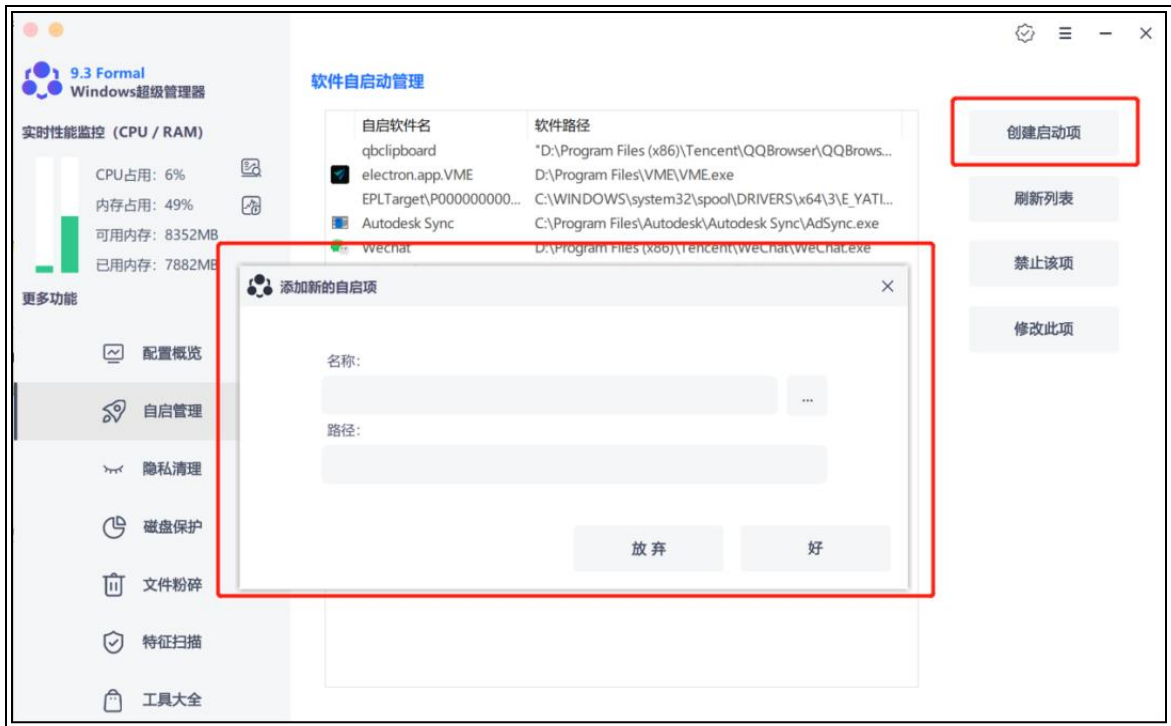 9.3 Formal
Windows超级管理器
实时性能监控（CPU / RAM）
CPU占用：6%
内存占用：49%
可用内存：8352MB
已用内存：7882MB
更多功能
配置概览
自启管理
隐私清理
磁盘保护
文件粉碎
特征扫描
工具大全
软件自启动管理
自启软件名 软件路径
qbclipboard "D:\Program Files (x86)\Tencent\QQBrowser\QQBrows...
electron.app.VME D:\Program Files\VME\VME.exe
EPLTarget\P000000000... C:\WINDOWS\system32\spool\DRIVERS\x64\3\E_YATI...
Autodesk Sync C:\Program Files\Autodesk\Autodesk Sync\AdSync.exe
Wechat D:\Program Files (x86)\Tencent\WeChat\WeChat.exe
添加新的自启项
名称：
...
路径：
放弃 好
创建启动项
刷新列表
禁止该项
修改此项